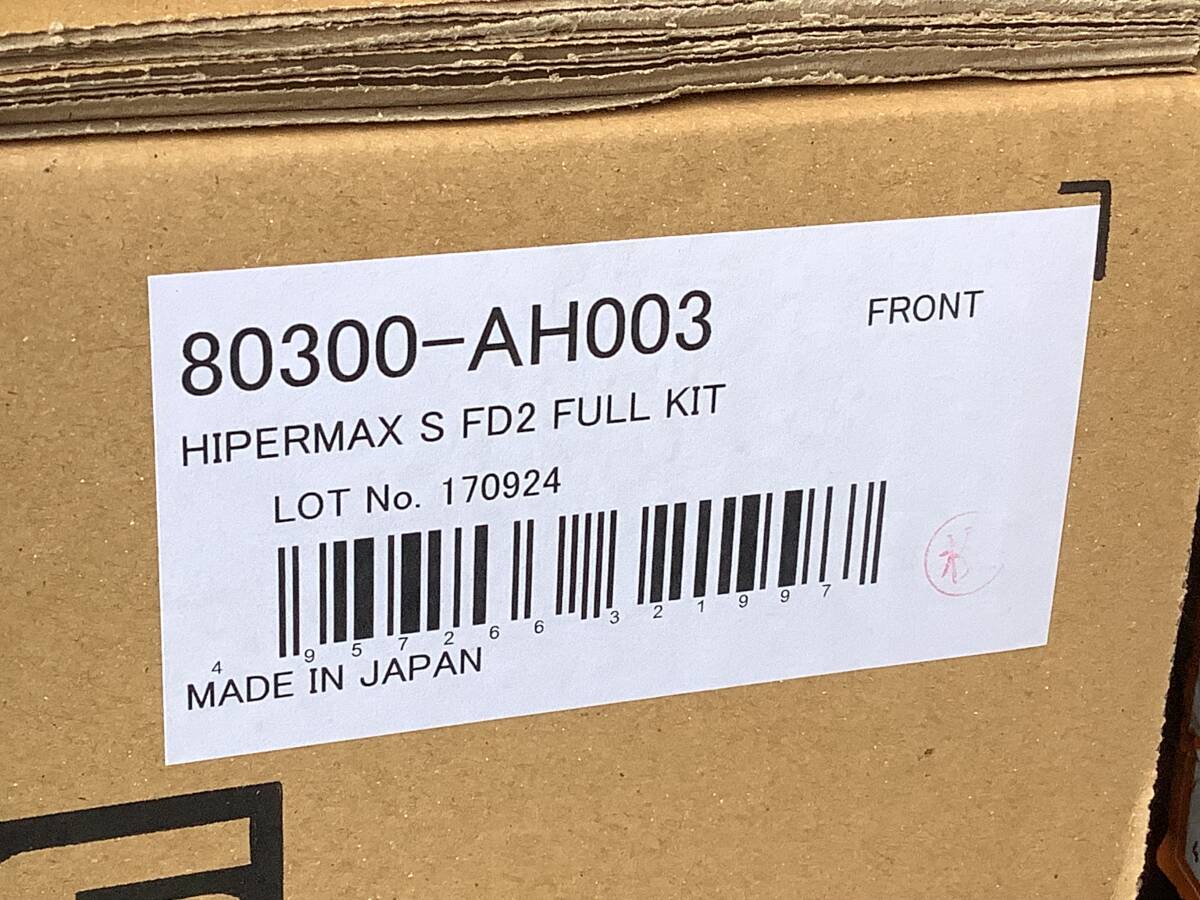 80300-AH003 FRONT
HIPERMAX S FD2 FULL KIT
LOT No. 170924
4 957266 321997
MADE IN JAPAN